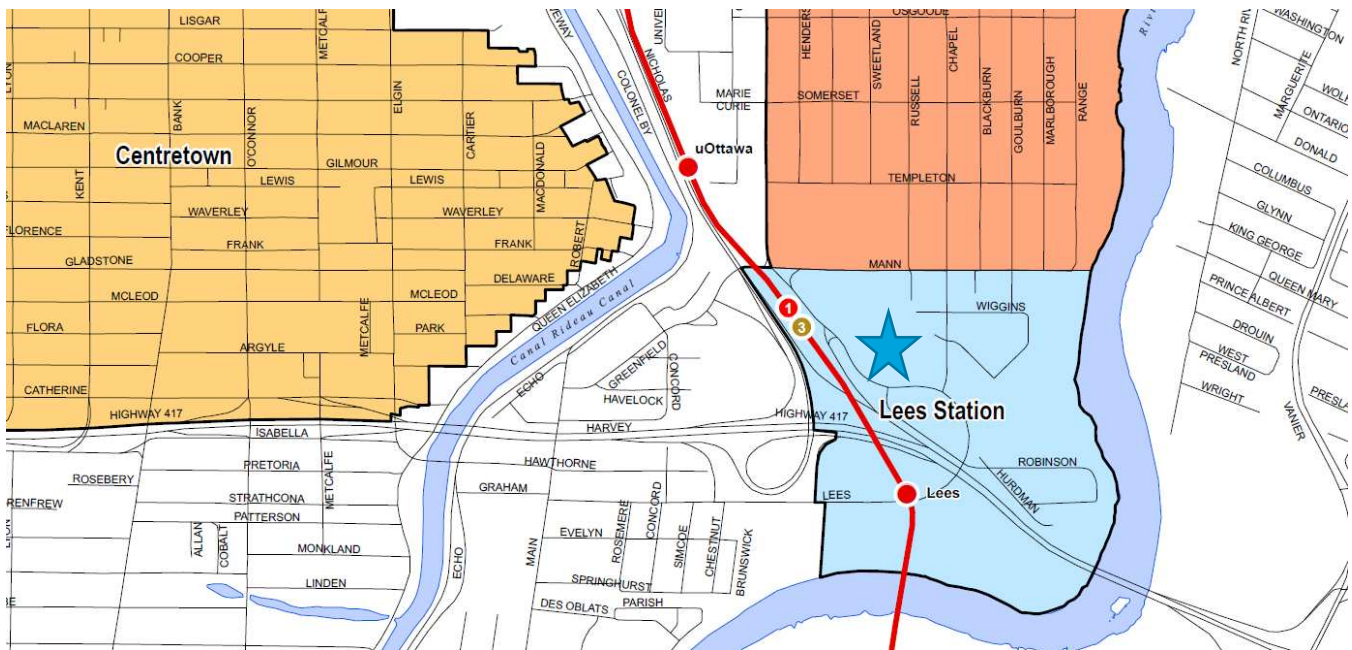 LISGAR
METCALFE
COOPER
ELGIN
BANK
O'CONNOR
MACLAREN
CARTIER
Centretown
GILMOUR
MACDONALD
KENT
LEWIS
LEWIS
WAVERLEY
WAVERLEY
FRANK
FRANK
ROBERT
GLADSTONE
DELAWARE
MCLEOD
MCLEOD
FLORA
PARK
METCALFE
ARGYLE
CATHERINE
HIGHWAY 417
QUEEN ELIZABETH
Canal Rideau Canal
NICHOLAS
COLONEL BY
uOttawa
MARIE
CURIE
OSGOODE
SWEETLAND
CHAPEL
RUSSELL
BLACKBURN
GOULBURN
MARLBOROUGH
RANGE
SOMERSET
TEMPLETON
MANN
1
3
WIGGINS
Lees Station
HIGHWAY 417
ROBINSON
HURDMAN
LEES
Lees
ECHO
GREENFIELD
CONCORD
HAVELOCK
HARVEY
ISABELLA
PRETORIA
METCALFE
ROSEBERY
RENFREW
STRATHCONA
PATTERSON
ALLAN
COBALT
MONKLAND
LINDEN
HAWTHORNE
GRAHAM
ECHO
MAIN
EVELYN
ROSEMERE
CONCORD
SIMCOE
CHESTNUT
BRUNSWICK
SPRINGHURST
DES OBLATS
PARISH
WASHINGTON
MARGUERITE
ONTARIO
DONALD
COLUMBUS
GLYNN
KING GEORGE
QUEEN MARY
PRINCE ALBERT
DROUIN
WEST
PRESLAND
WRIGHT
VANIER